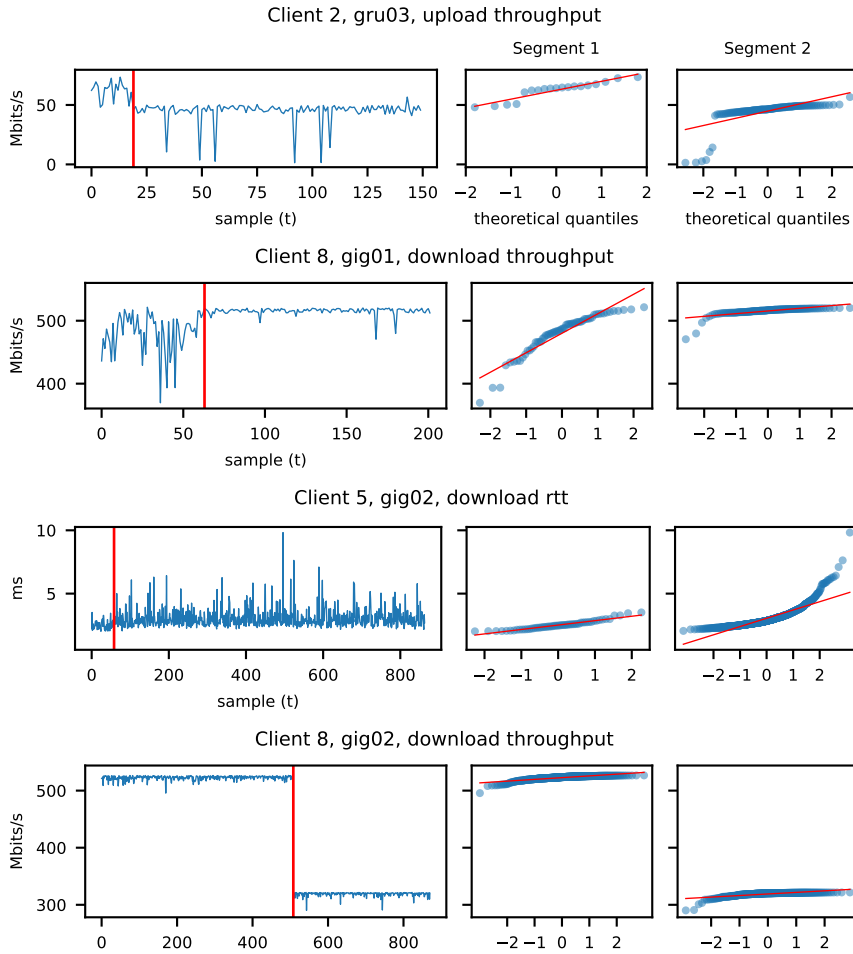 Client 2, gru03, upload throughput
Segment 1
Segment 2
Mbits/s
50
0
0 25 50 75 100 125 150
−2 −1 0 1 2
−2 −1 0 1 2
sample (t)
theoretical quantiles
theoretical quantiles
Client 8, gig01, download throughput
Mbits/s
500
400
0 50 100 150 200
−2 −1 0 1 2
−2 −1 0 1 2
sample (t)
Client 5, gig02, download rtt
ms
10
5
0 200 400 600 800
−2 −1 0 1 2
−2 −1 0 1 2
sample (t)
Client 8, gig02, download throughput
Mbits/s
500
400
300
0 200 400 600 800
−2 −1 0 1 2
−2 −1 0 1 2